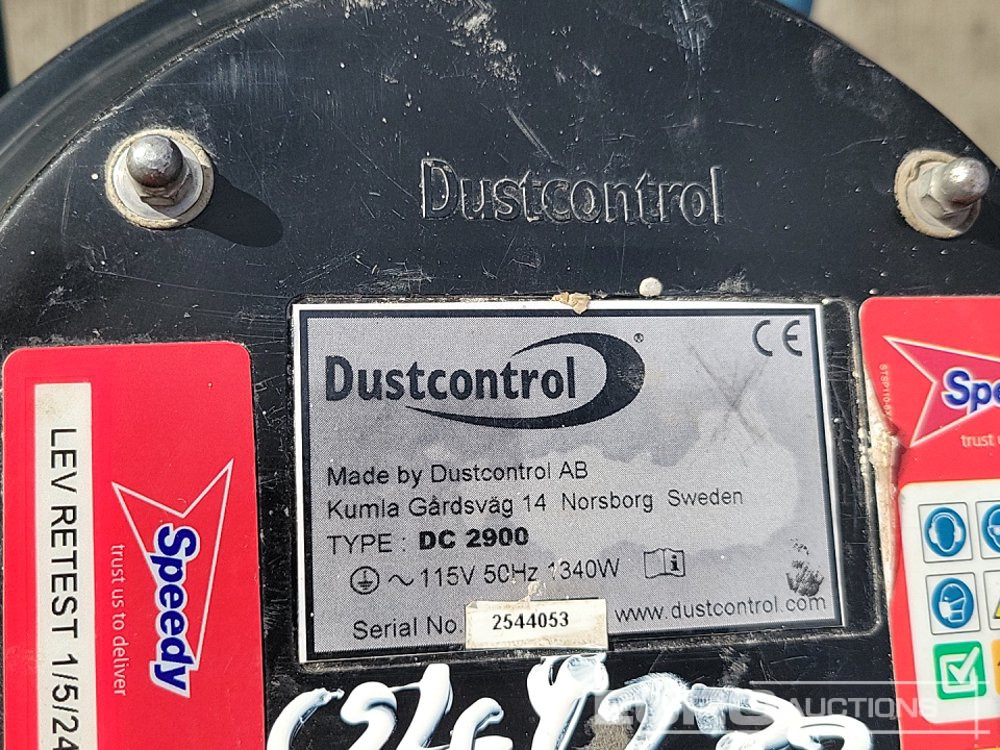 Dustcontrol
Dustcontrol®
CE
Made by Dustcontrol AB
Kumla Gårdsväg 14 Norsborg Sweden
TYPE : DC 2900
~ 115V 50Hz 1340W
Serial No. 2544053
www.dustcontrol.com
LEV RETEST 1/5/24
Speedy
trust us to deliver
Spe
trust u
AUCTIONS